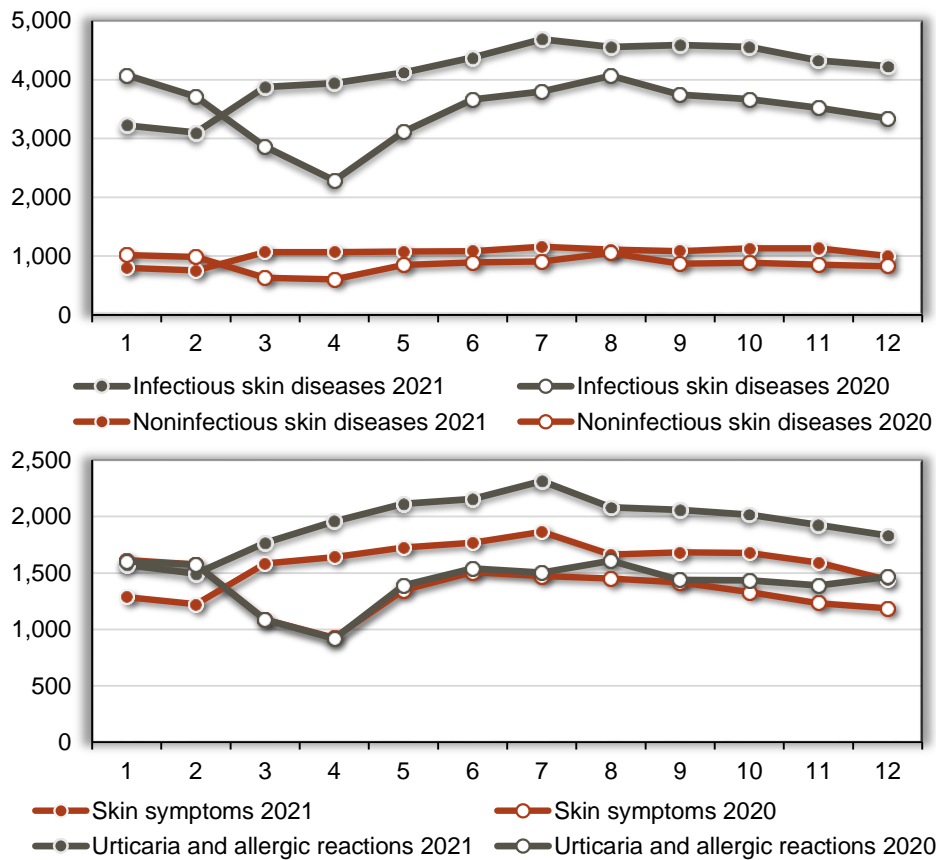 5,000
4,000
3,000
2,000
1,000
0
1 2 3 4 5 6 7 8 9 10 11 12
Infectious skin diseases 2021 Infectious skin diseases 2020
Noninfectious skin diseases 2021 Noninfectious skin diseases 2020
2,500
2,000
1,500
1,000
500
0
1 2 3 4 5 6 7 8 9 10 11 12
Skin symptoms 2021 Skin symptoms 2020
Urticaria and allergic reactions 2021 Urticaria and allergic reactions 2020